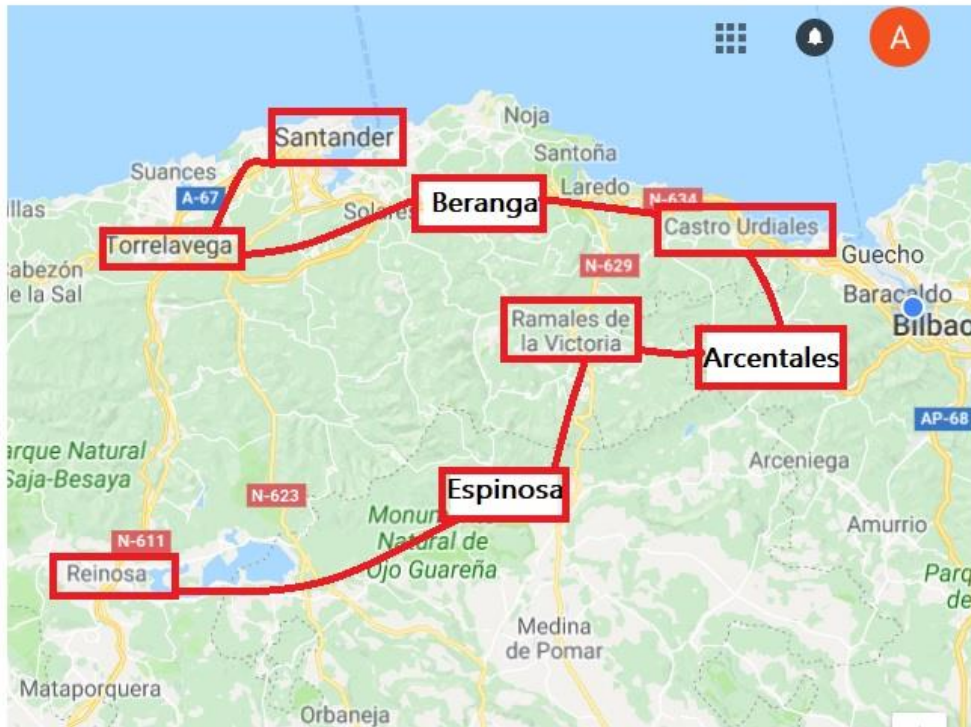 A
Noja
Santander
Santoña
Suances
Laredo
N-634
A-67
illas
Solares
Beranga
Castro Urdiales
Torrelavega
Guecho
Cabezón
de la Sal
N-629
Baracaldo
Bilbao
Ramales de
la Victoria
Arcentales
AP-68
arque Natural
Saja-Besaya
Arceniega
Espinosa
N-623
Amurrio
Natural de
Ojo Guareña
N-611
Reinosa
Parq
de
Medina
de Pomar
Mataporquera
Orbaneja